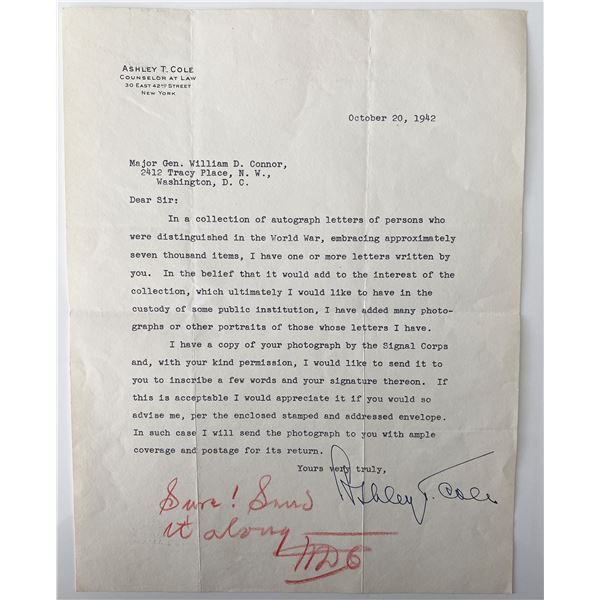 ASHLEY T. COLE
COUNSELOR AT LAW
30 EAST 42ND STREET
NEW YORK
October 20, 1942
Major Gen. William D. Connor,
2412 Tracy Place, N. W.,
Washington, D. C.
Dear Sir:
In a collection of autograph letters of persons who
were distinguished in the World War, embracing approximately
seven thousand items, I have one or more letters written by
you. In the belief that it would add to the interest of the
collection, which ultimately I would like to have in the
custody of some public institution, I have added many photo-
graphs or other portraits of those whose letters I have.
I have a copy of your photograph by the Signal Corps
and, with your kind permission, I would like to send it to
you to inscribe a few words and your signature thereon. If
this is acceptable I would appreciate it if you would so
advise me, per the enclosed stamped and addressed envelope.
In such case I will send the photograph to you with ample
coverage and postage for its return.
Yours very truly,
Ashley T. Cole
Sure! Send
it along
WDC